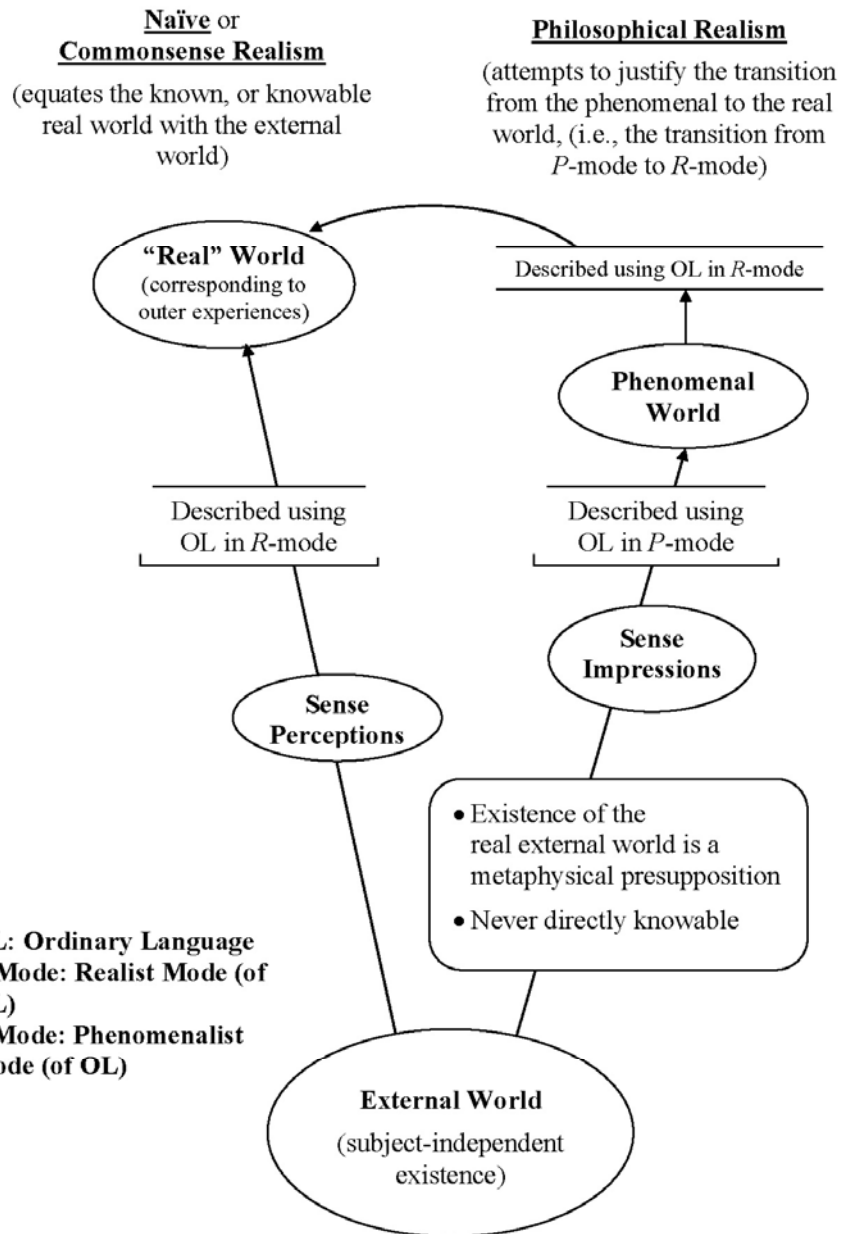 Naïve or
Commonsense Realism
(equates the known, or knowable
real world with the external
world)
Philosophical Realism
(attempts to justify the transition
from the phenomenal to the real
world, (i.e., the transition from
P-mode to R-mode)
“Real” World
(corresponding to
outer experiences)
Described using OL in R-mode
Phenomenal
World
Described using
OL in R-mode
Described using
OL in P-mode
Sense
Impressions
Sense
Perceptions
• Existence of the
real external world is a
metaphysical presupposition
• Never directly knowable
L: Ordinary Language
Mode: Realist Mode (of
L)
Mode: Phenomenalist
ode (of OL)
External World
(subject-independent
existence)